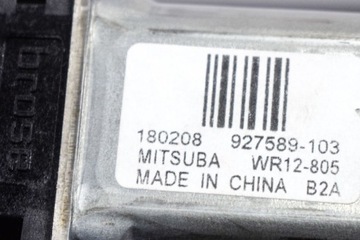 brose
180208 927589-103
MITSUBA WR12-805
MADE IN CHINA B2A